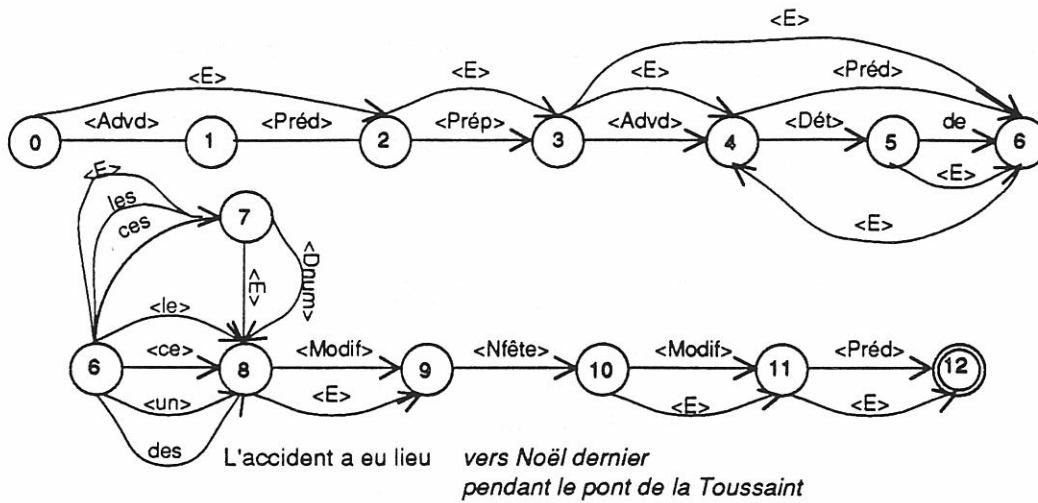 <E> <E> <E> <E> <Préd>
<Advd> <Préd> <Prép> <Advd> <Dét> de
0 1 2 3 4 5 6
<E>
<E>
<E>
les
ces
7
<E> <Dnum>
<le>
<ce> <Modif> <Nfête> <Modif> <Préd>
6 8 9 10 11 12
<un> <E> <E> <E>
des
L'accident a eu lieu vers Noël dernier
pendant le pont de la Toussaint